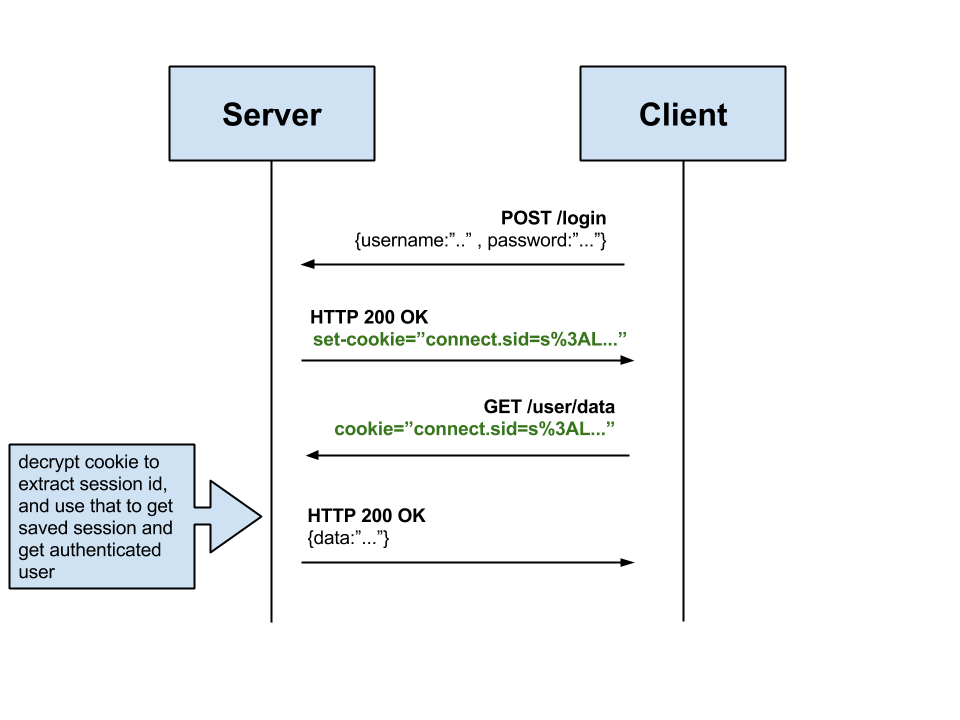 Server
Client
POST /login
{username:”..” , password:”...”}
HTTP 200 OK
set-cookie=”connect.sid=s%3AL...”
GET /user/data
cookie=”connect.sid=s%3AL...”
decrypt cookie to
extract session id,
and use that to get
saved session and
get authenticated
user
HTTP 200 OK
{data:”...”}